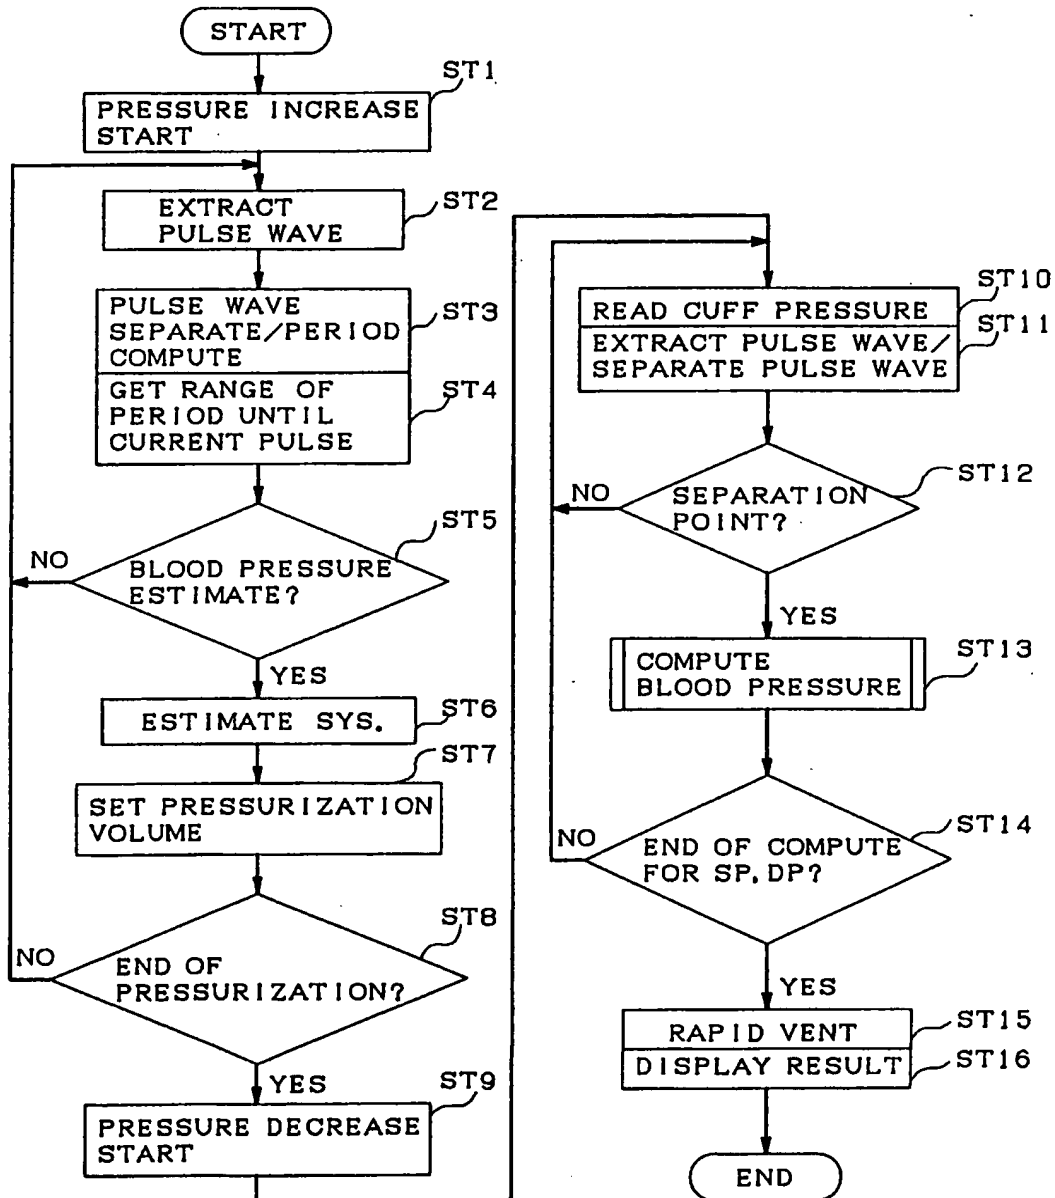 START
ST1
PRESSURE INCREASE
START
ST2
EXTRACT
PULSE WAVE
ST3
PULSE WAVE
SEPARATE/PERIOD
COMPUTE
ST4
GET RANGE OF
PERIOD UNTIL
CURRENT PULSE
ST5
NO
BLOOD PRESSURE
ESTIMATE?
YES
ST6
ESTIMATE SYS.
ST7
SET PRESSURIZATION
VOLUME
ST8
NO
END OF
PRESSURIZATION?
YES
ST9
PRESSURE DECREASE
START
ST10
READ CUFF PRESSURE
ST11
EXTRACT PULSE WAVE/
SEPARATE PULSE WAVE
ST12
NO
SEPARATION
POINT?
YES
ST13
COMPUTE
BLOOD PRESSURE
ST14
NO
END OF COMPUTE
FOR SP.DP?
YES
ST15
RAPID VENT
ST16
DISPLAY RESULT
END